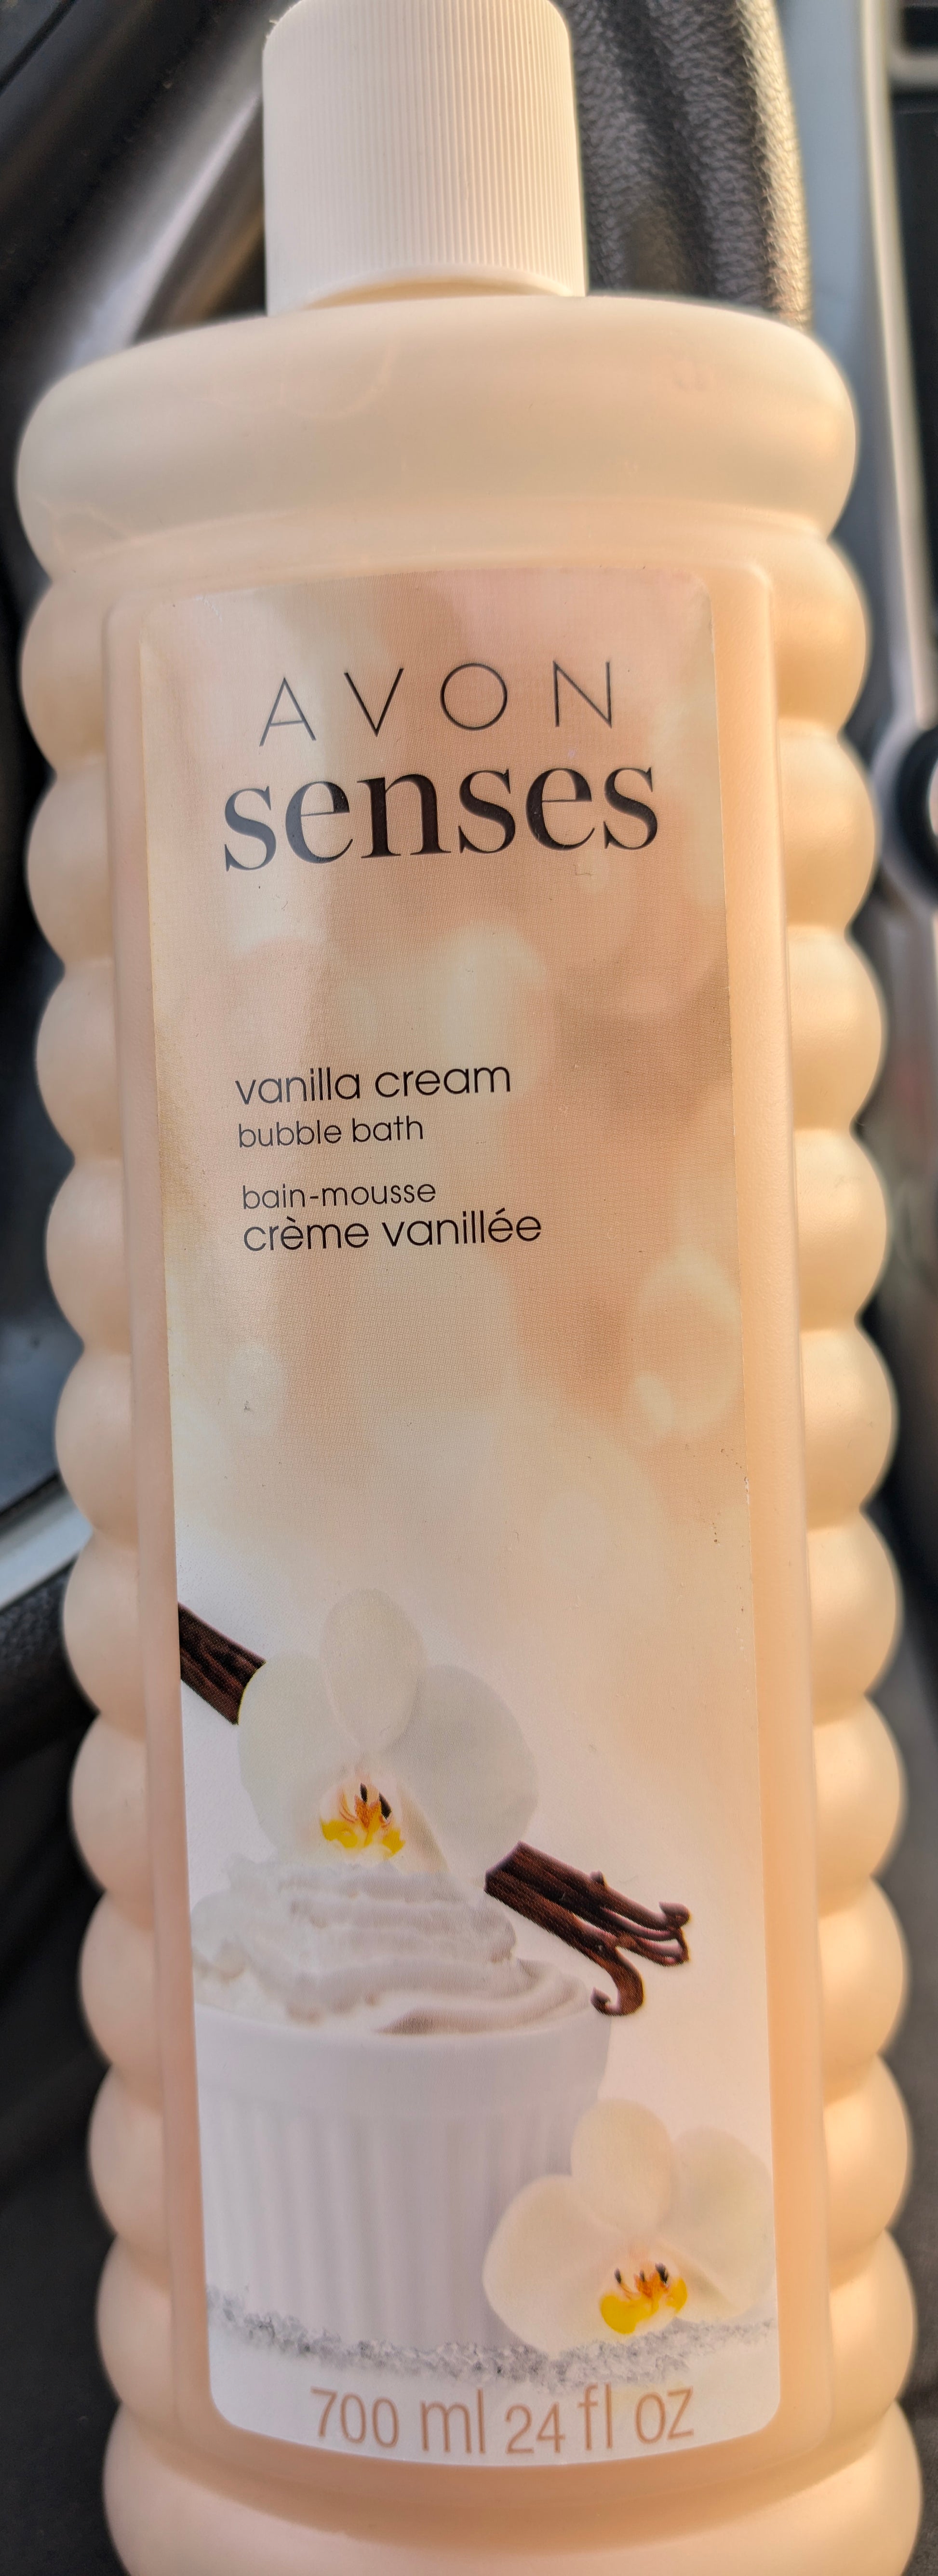 AVON
senses
vanilla cream
bubble bath
bain-mousse
crème vanillée
700 ml 24 fl oz